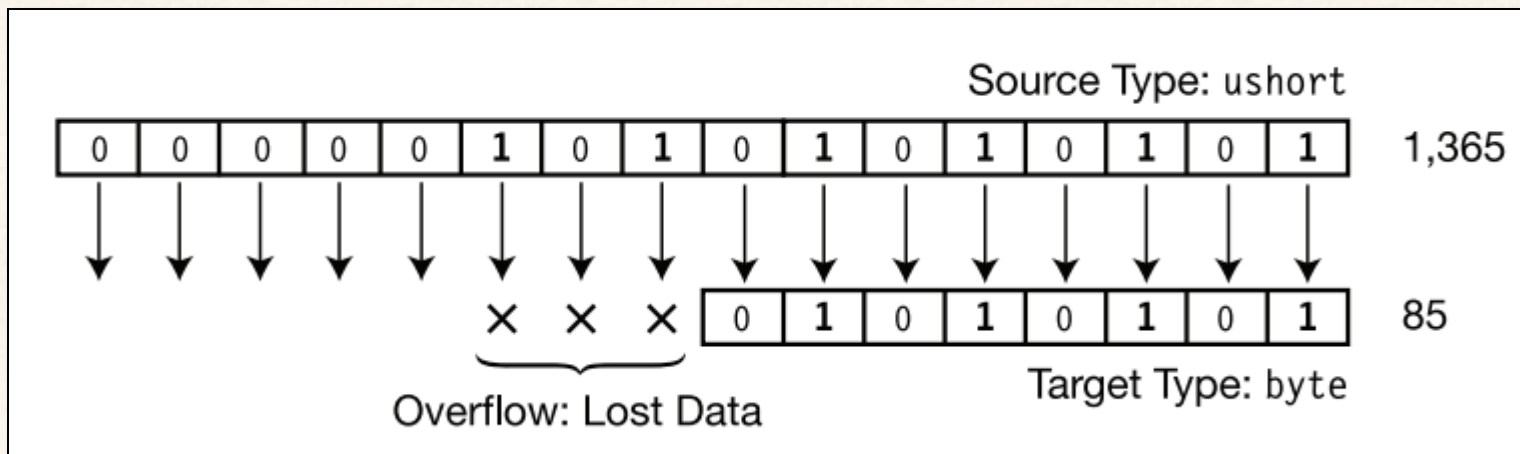 Source Type: ushort
0 0 0 0 0 1 0 1 0 1 0 1 0 1 0 1 1,365
× × × 0 1 0 1 0 1 0 1 85
Target Type: byte
Overflow: Lost Data